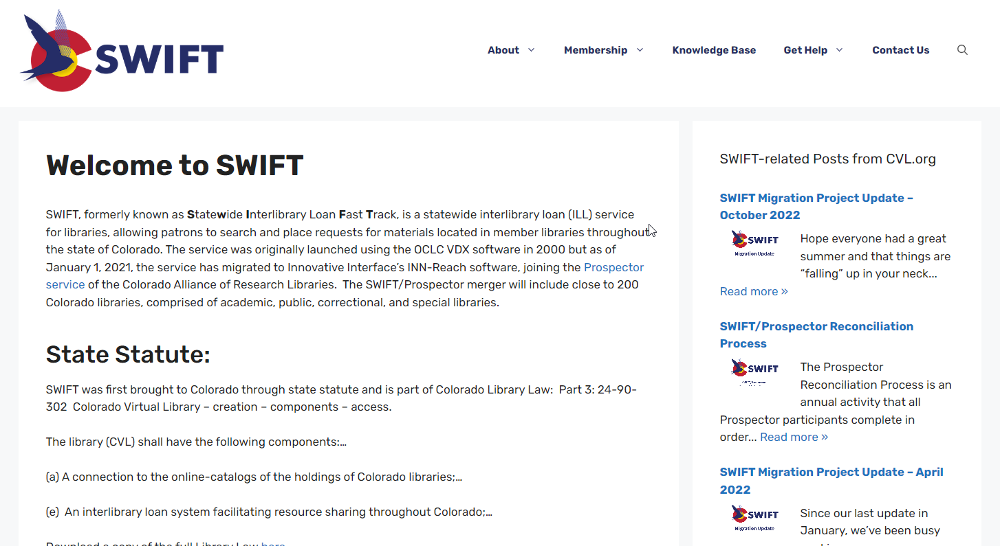 SWIFT
About
Membership
Knowledge Base
Get Help
Contact Us
Welcome to SWIFT
SWIFT, formerly known as Statewide Interlibrary Loan Fast Track, is a statewide interlibrary loan (ILL) service
for libraries, allowing patrons to search and place requests for materials located in member libraries throughout
the state of Colorado. The service was originally launched using the OCLC VDX software in 2000 but as of
January 1, 2021, the service has migrated to Innovative Interface’s INN-Reach software, joining the Prospector
service of the Colorado Alliance of Research Libraries.  The SWIFT/Prospector merger will include close to 200
Colorado libraries, comprised of academic, public, correctional, and special libraries.
State Statute:
SWIFT was first brought to Colorado through state statute and is part of Colorado Library Law:  Part 3: 24-90-
302  Colorado Virtual Library – creation – components – access.
The library (CVL) shall have the following components:…
(a) A connection to the online-catalogs of the holdings of Colorado libraries;…
(e)  An interlibrary loan system facilitating resource sharing throughout Colorado;…
Download a copy of the full Library Law here
SWIFT-related Posts from CVL.org
SWIFT Migration Project Update –
October 2022
SWIFT
Migration Update
Hope everyone had a great
summer and that things are
“falling” up in your neck...
Read more »
SWIFT/Prospector Reconciliation
Process
SWIFT
The Prospector
Reconciliation Process is an
annual activity that all
Prospector participants complete in
order... Read more »
SWIFT Migration Project Update – April
2022
SWIFT
Migration Update
Since our last update in
January, we’ve been busy